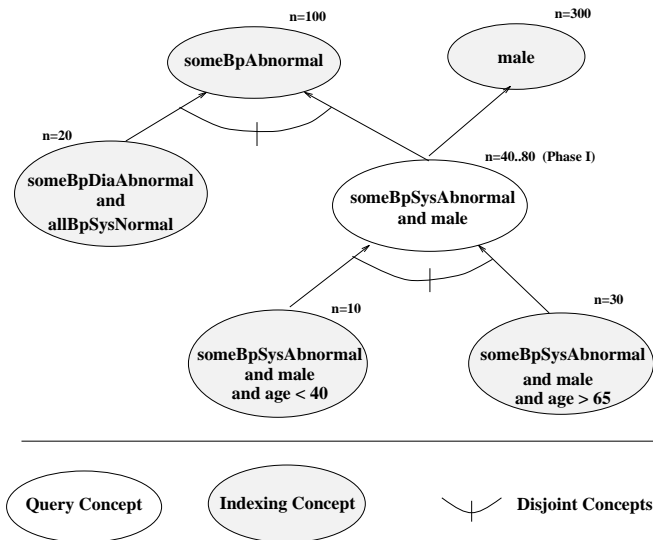 n=100
someBpAbnormal
n=300
male
n=20
someBpDiaAbnormal
and
allBpSysNormal
n=40..80 (Phase I)
someBpSysAbnormal
and male
n=10
someBpSysAbnormal
and male
and age < 40
n=30
someBpSysAbnormal
and male
and age > 65
Query Concept
Indexing Concept
Disjoint Concepts